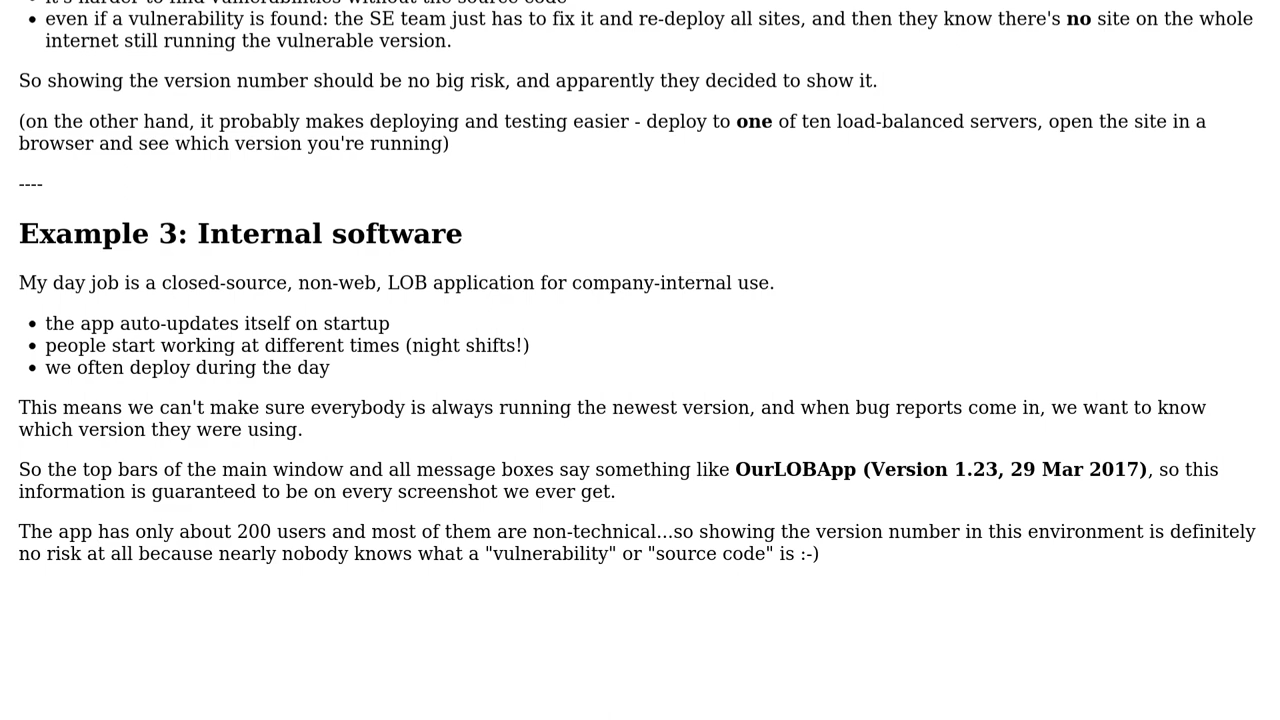 it's harder to find vulnerabilities without the source code
• even if a vulnerability is found: the SE team just has to fix it and re-deploy all sites, and then they know there's no site on the whole
internet still running the vulnerable version.
So showing the version number should be no big risk, and apparently they decided to show it.
(on the other hand, it probably makes deploying and testing easier - deploy to one of ten load-balanced servers, open the site in a
browser and see which version you're running)
----
Example 3: Internal software
My day job is a closed-source, non-web, LOB application for company-internal use.
• the app auto-updates itself on startup
• people start working at different times (night shifts!)
• we often deploy during the day
This means we can't make sure everybody is always running the newest version, and when bug reports come in, we want to know
which version they were using.
So the top bars of the main window and all message boxes say something like OurLOBApp (Version 1.23, 29 Mar 2017), so this
information is guaranteed to be on every screenshot we ever get.
The app has only about 200 users and most of them are non-technical...so showing the version number in this environment is definitely
no risk at all because nearly nobody knows what a "vulnerability" or "source code" is :-)